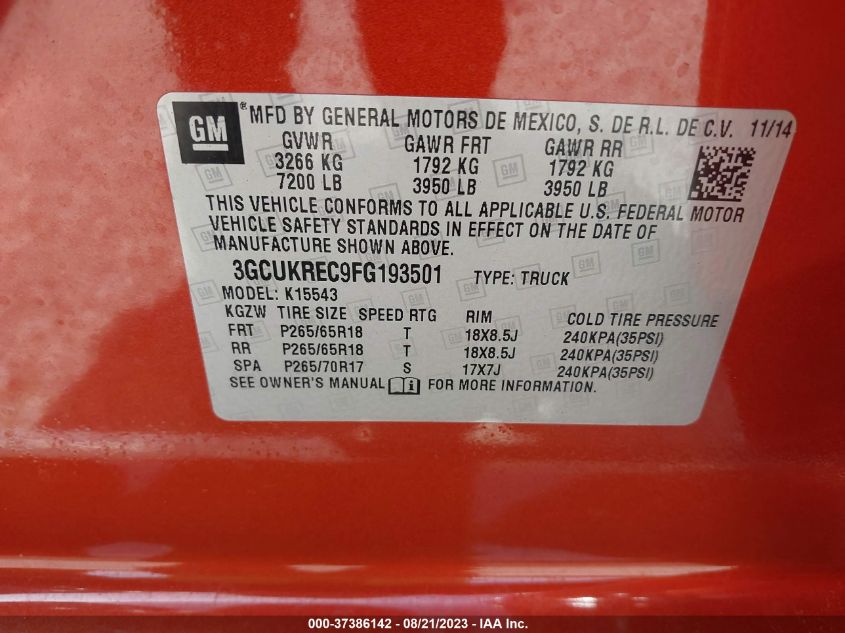 GM ® MFD BY GENERAL MOTORS DE MEXICO, S. DE R.L. DE C.V. 11/14
GVWR GAWR FRT GAWR RR
3266 KG 1792 KG 1792 KG
7200 LB 3950 LB 3950 LB
THIS VEHICLE CONFORMS TO ALL APPLICABLE U.S. FEDERAL MOTOR
VEHICLE SAFETY STANDARDS IN EFFECT ON THE DATE OF
MANUFACTURE SHOWN ABOVE.
3GCUKREC9FG193501 TYPE: TRUCK
MODEL: K15543
KGZW TIRE SIZE SPEED RTG RIM COLD TIRE PRESSURE
FRT P265/65R18 T 18X8.5J 240KPA(35PSI)
RR P265/65R18 T 18X8.5J 240KPA(35PSI)
SPA P265/70R17 S 17X7J 240KPA(35PSI)
SEE OWNER'S MANUAL FOR MORE INFORMATION.
000-37386142 - 08/21/2023 - IAA Inc.